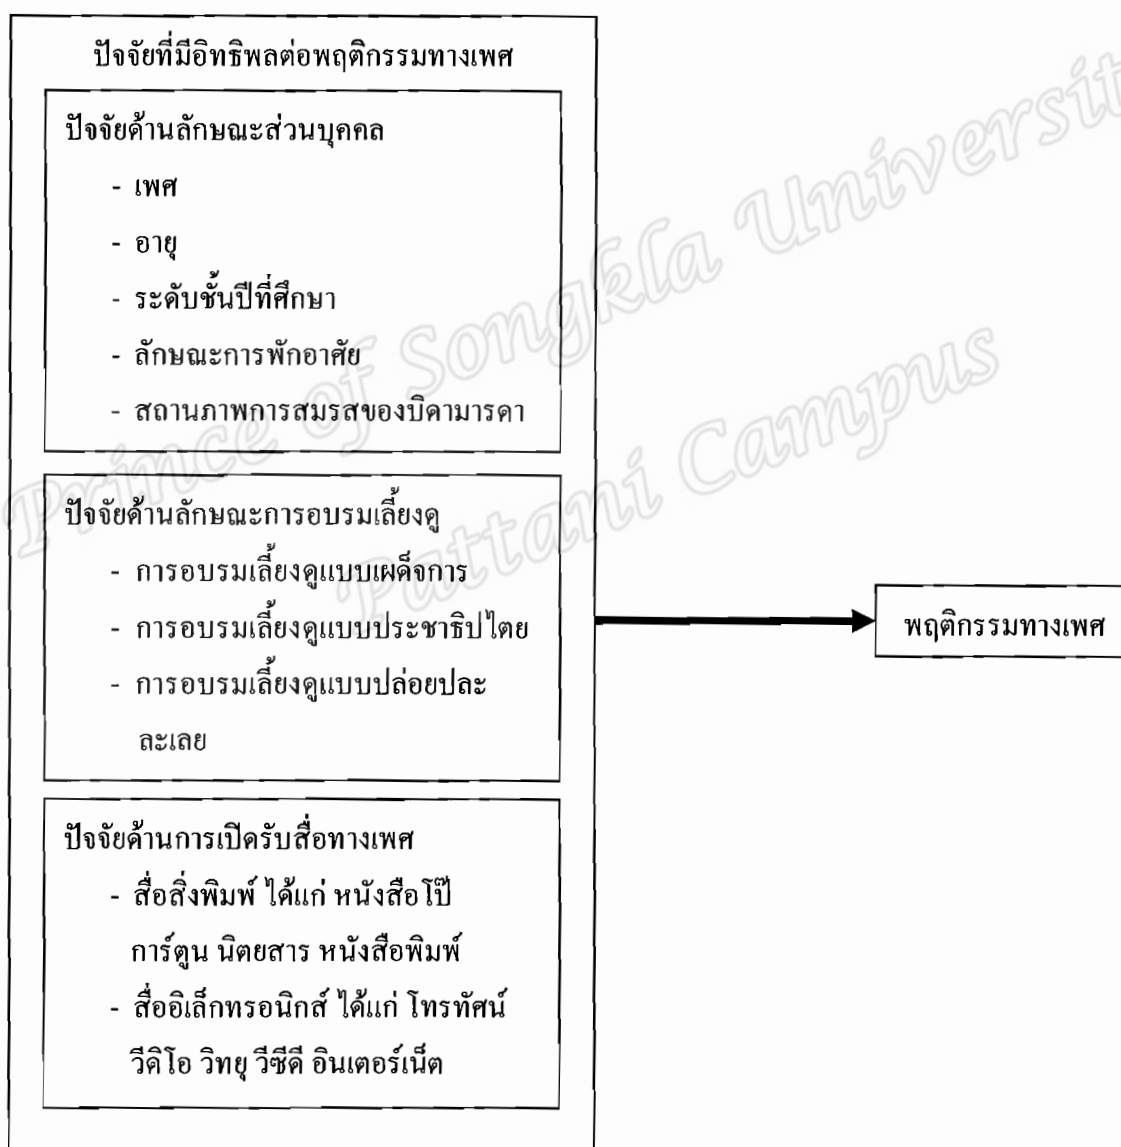 ปัจจัยที่มีอิทธิพลต่อพฤติกรรมทางเพศ
ปัจจัยด้านลักษณะส่วนบุคคล
- เพศ
- อายุ
- ระดับชั้นปีที่ศึกษา
- ลักษณะการพักอาศัย
- สถานภาพการสมรสของบิดามารดา
ปัจจัยด้านลักษณะการอบรมเลี้ยงดู
- การอบรมเลี้ยงดูแบบเผด็จการ
- การอบรมเลี้ยงดูแบบประชาธิปไตย
- การอบรมเลี้ยงดูแบบปล่อยปละ
ละเลย
ปัจจัยด้านการเปิดรับสื่อทางเพศ
- สื่อสิ่งพิมพ์ ได้แก่ หนังสือโป๊
การ์ตูน นิตยสาร หนังสือพิมพ์
- สื่ออิเล็กทรอนิกส์ ได้แก่ โทรทัศน์
วีดิโอ วิทยุ วีซีดี อินเตอร์เน็ต
พฤติกรรมทางเพศ
Prince of Songkla Universit
Pattani Campus